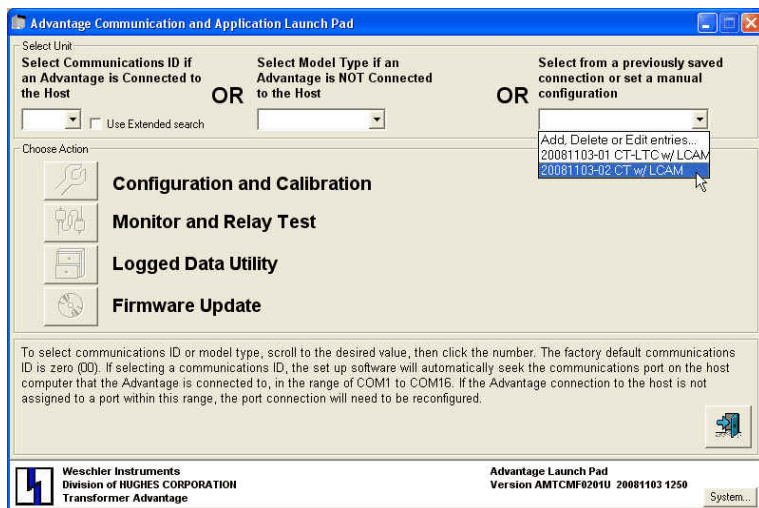 Advantage Communication and Application Launch Pad
Select Unit
Select Communications ID if
an Advantage is Connected to
the Host
OR
Select Model Type if an
Advantage is NOT Connected
to the Host
OR
Select from a previously saved
connection or set a manual
configuration
Use Extended search
Add, Delete or Edit entries...
20081103-01 CT-LTC w/ LCAM
20081103-02 CT w/ LCAM
Choose Action
Configuration and Calibration
Monitor and Relay Test
Logged Data Utility
Firmware Update
To select communications ID or model type, scroll to the desired value, then click the number. The factory default communications
ID is zero (00). If selecting a communications ID, the set up software will automatically seek the communications port on the host
computer that the Advantage is connected to, in the range of COM1 to COM16. If the Advantage connection to the host is not
assigned to a port within this range, the port connection will need to be reconfigured.
Weschler Instruments
Division of HUGHES CORPORATION
Transformer Advantage
Advantage Launch Pad
Version AMTCMF0201U 20081103 1250
System...